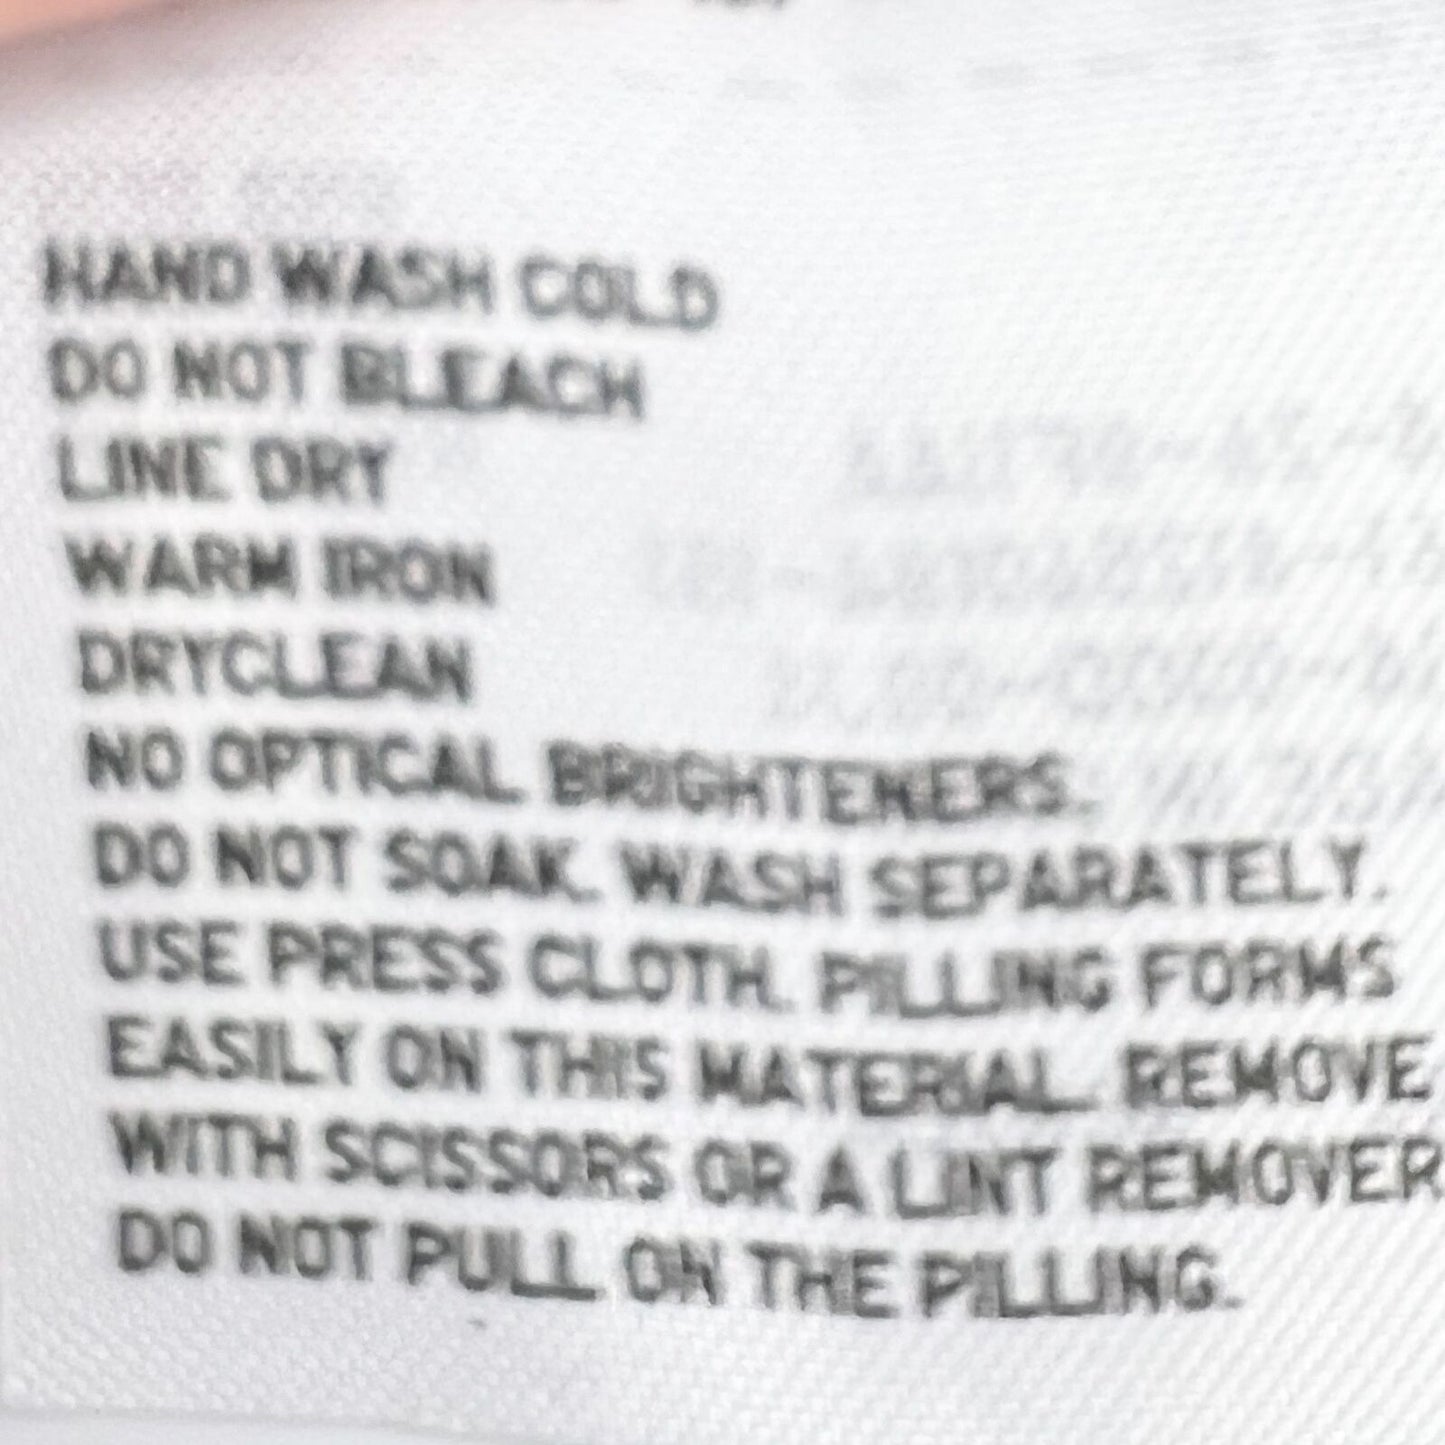 HAND WASH COLD
DO NOT BLEACH
LINE DRY
WARM IRON
DRYCLEAN
NO OPTICAL BRIGHTENERS.
DO NOT SOAK. WASH SEPARATELY.
USE PRESS CLOTH. PILLING FORMS
EASILY ON THIS MATERIAL. REMOVE
WITH SCISSORS OR A LINT REMOVER
DO NOT PULL ON THE PILLING.